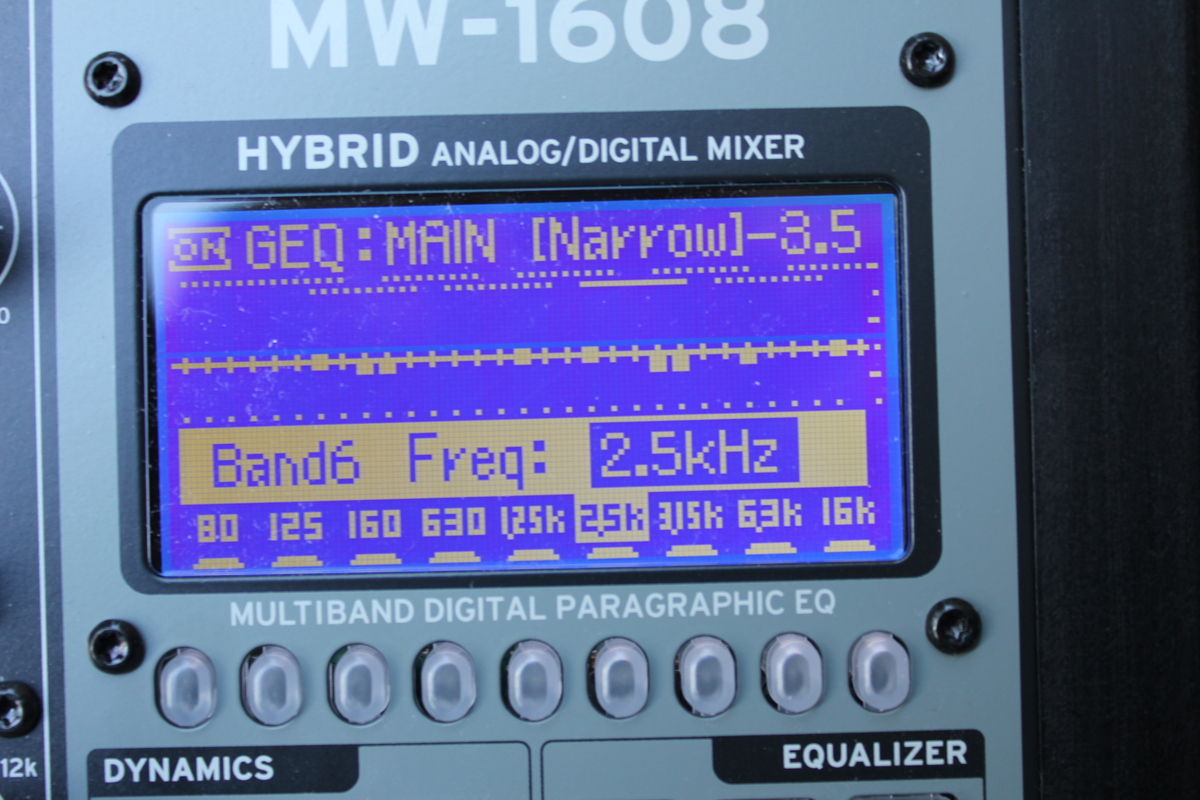 MW-1608
HYBRID ANALOG/DIGITAL MIXER
ON GEQ:MAIN [Narrow]-3.5
Band6 Freq: 2.5kHz
80 125 160 630 1.25k 2.5k 3.15k 6.3k 16k
MULTIBAND DIGITAL PARAGRAPHIC EQ
0
12k
DYNAMICS
EQUALIZER